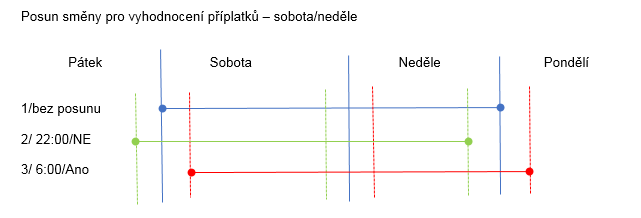 Posun směny pro vyhodnocení příplatků – sobota/neděle
Pátek Sobota Neděle Pondělí
1/bez posunu
2/ 22:00/NE
3/ 6:00/Ano